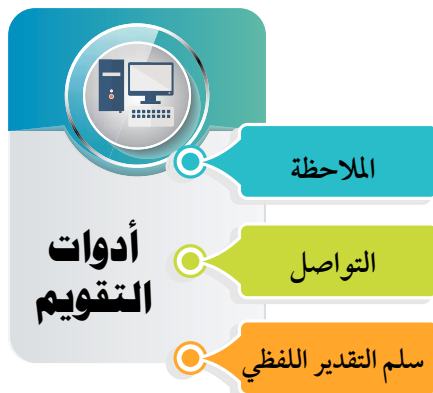 أدوات
التقويم
الملاحظة
التواصل
سلم التقدير اللفظي